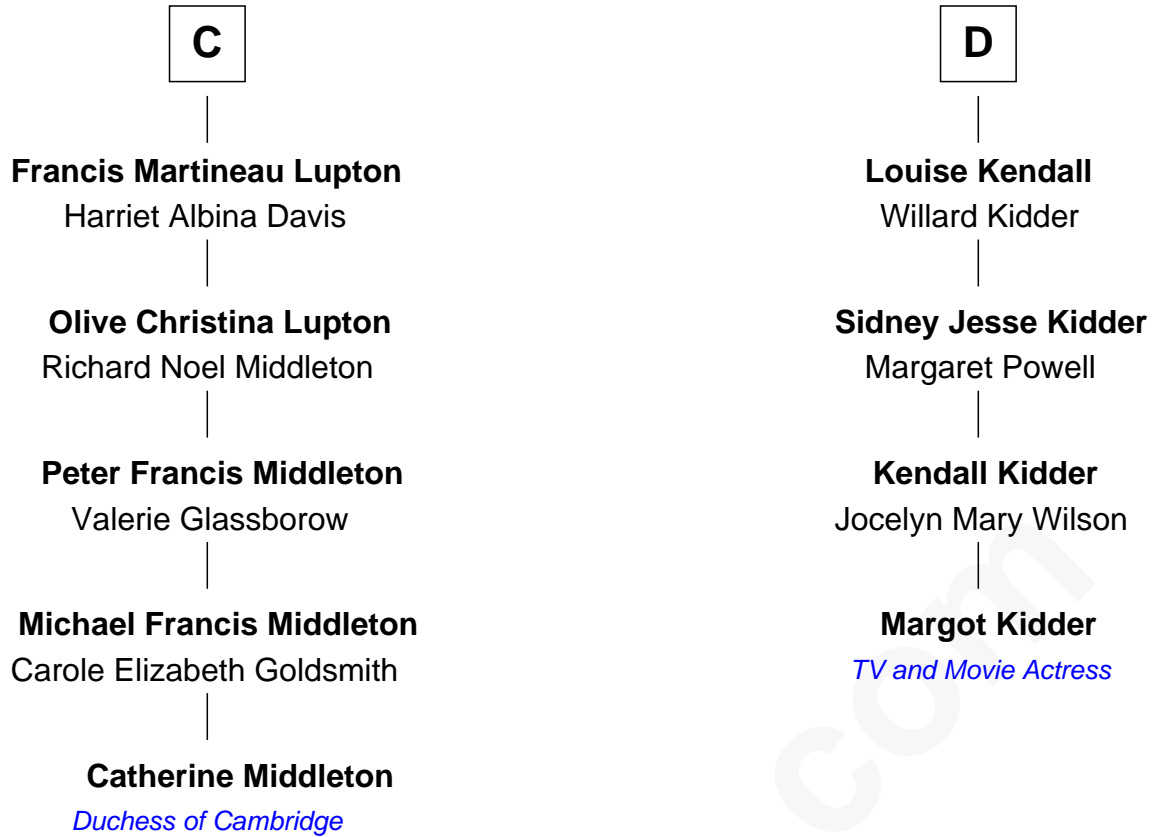 C
Francis Martineau Lupton
Harriet Albina Davis
Olive Christina Lupton
Richard Noel Middleton
Peter Francis Middleton
Valerie Glassborow
Michael Francis Middleton
Carole Elizabeth Goldsmith
Catherine Middleton
Duchess of Cambridge
D
Louise Kendall
Willard Kidder
Sidney Jesse Kidder
Margaret Powell
Kendall Kidder
Jocelyn Mary Wilson
Margot Kidder
TV and Movie Actress
com